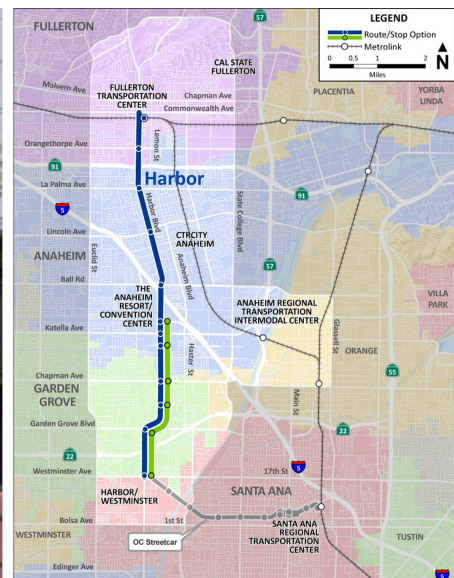 FULLERTON
57
LEGEND
Route/Stop Option
Metrolink
0 0.5 1 2
Miles
N
CAL STATE
FULLERTON
FULLERTON
TRANSPORTATION
CENTER
Malvern Ave
Chapman Ave
Commonwealth Ave
PLACENTIA
YORBA
LINDA
Orangethorpe Ave
Lemon St
91
La Palma Ave
Harbor
State College Blvd
91
5
Harbor Blvd
Lincoln Ave
Euclid St
CTRCITY
ANAHEIM
ANAHEIM
Anaheim Blvd
57
Ball Rd
VILLA
PARK
THE
ANAHEIM
RESORT/
CONVENTION
CENTER
ANAHEIM REGIONAL
TRANSPORTATION
INTERMODAL CENTER
Glassell St
Katella Ave
Haster St
ORANGE
55
Chapman Ave
Main St
GARDEN
GROVE
Garden Grove Blvd
22
22
Westminster Ave
17th St
5
HARBOR/
WESTMINSTER
SANTA ANA
1st St
Bolsa Ave
OC Streetcar
SANTA ANA
REGIONAL
TRANSPORTATION
CENTER
WESTMINSTER
TUSTIN
Edinger Ave
5